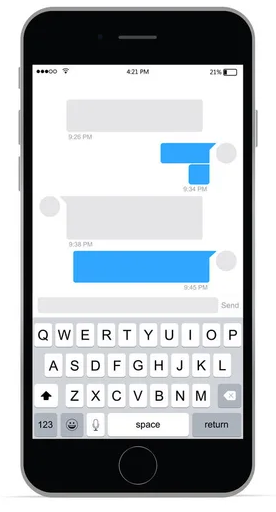 4:21 PM 21%
9:26 PM
9:34 PM
9:38 PM
9:45 PM
Send
Q W E R T Y U I O P
A S D F G H J K L
Z X C V B N M
123 space return